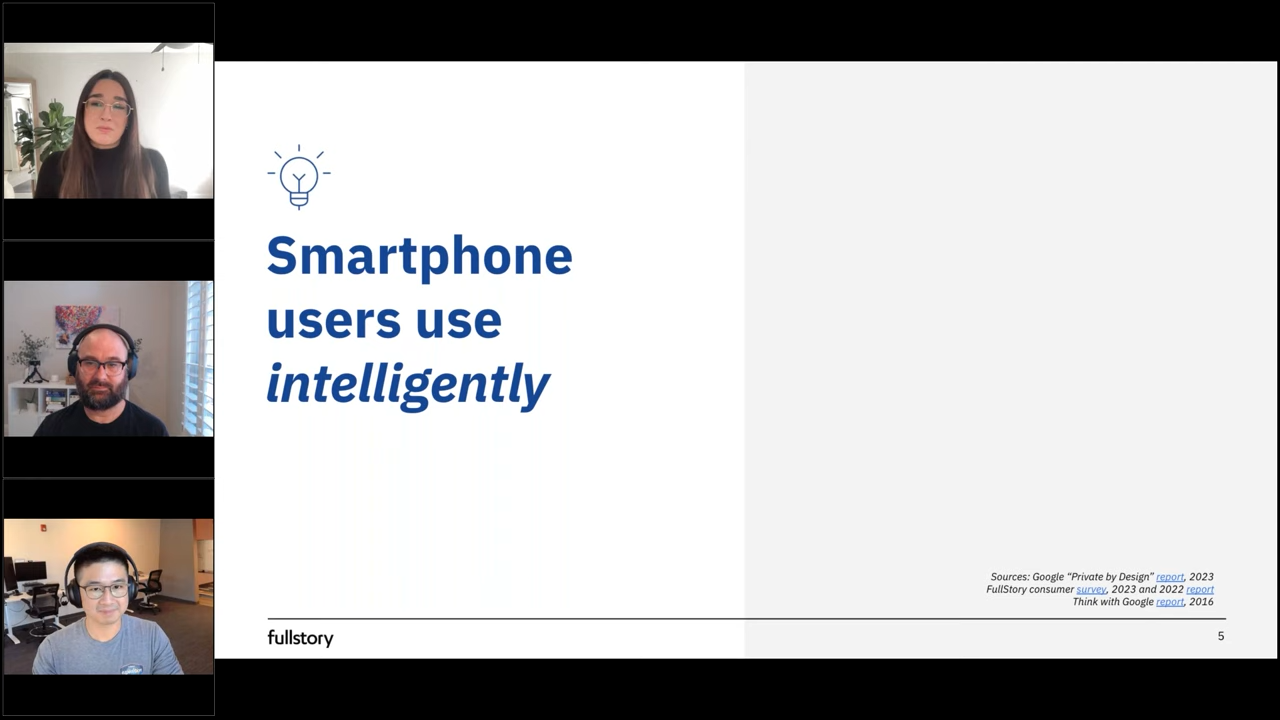 Smartphone
users use
intelligently
Sources: Google “Private by Design” report, 2023
FullStory consumer survey, 2023 and 2022 report
Think with Google report, 2016
fullstory
5